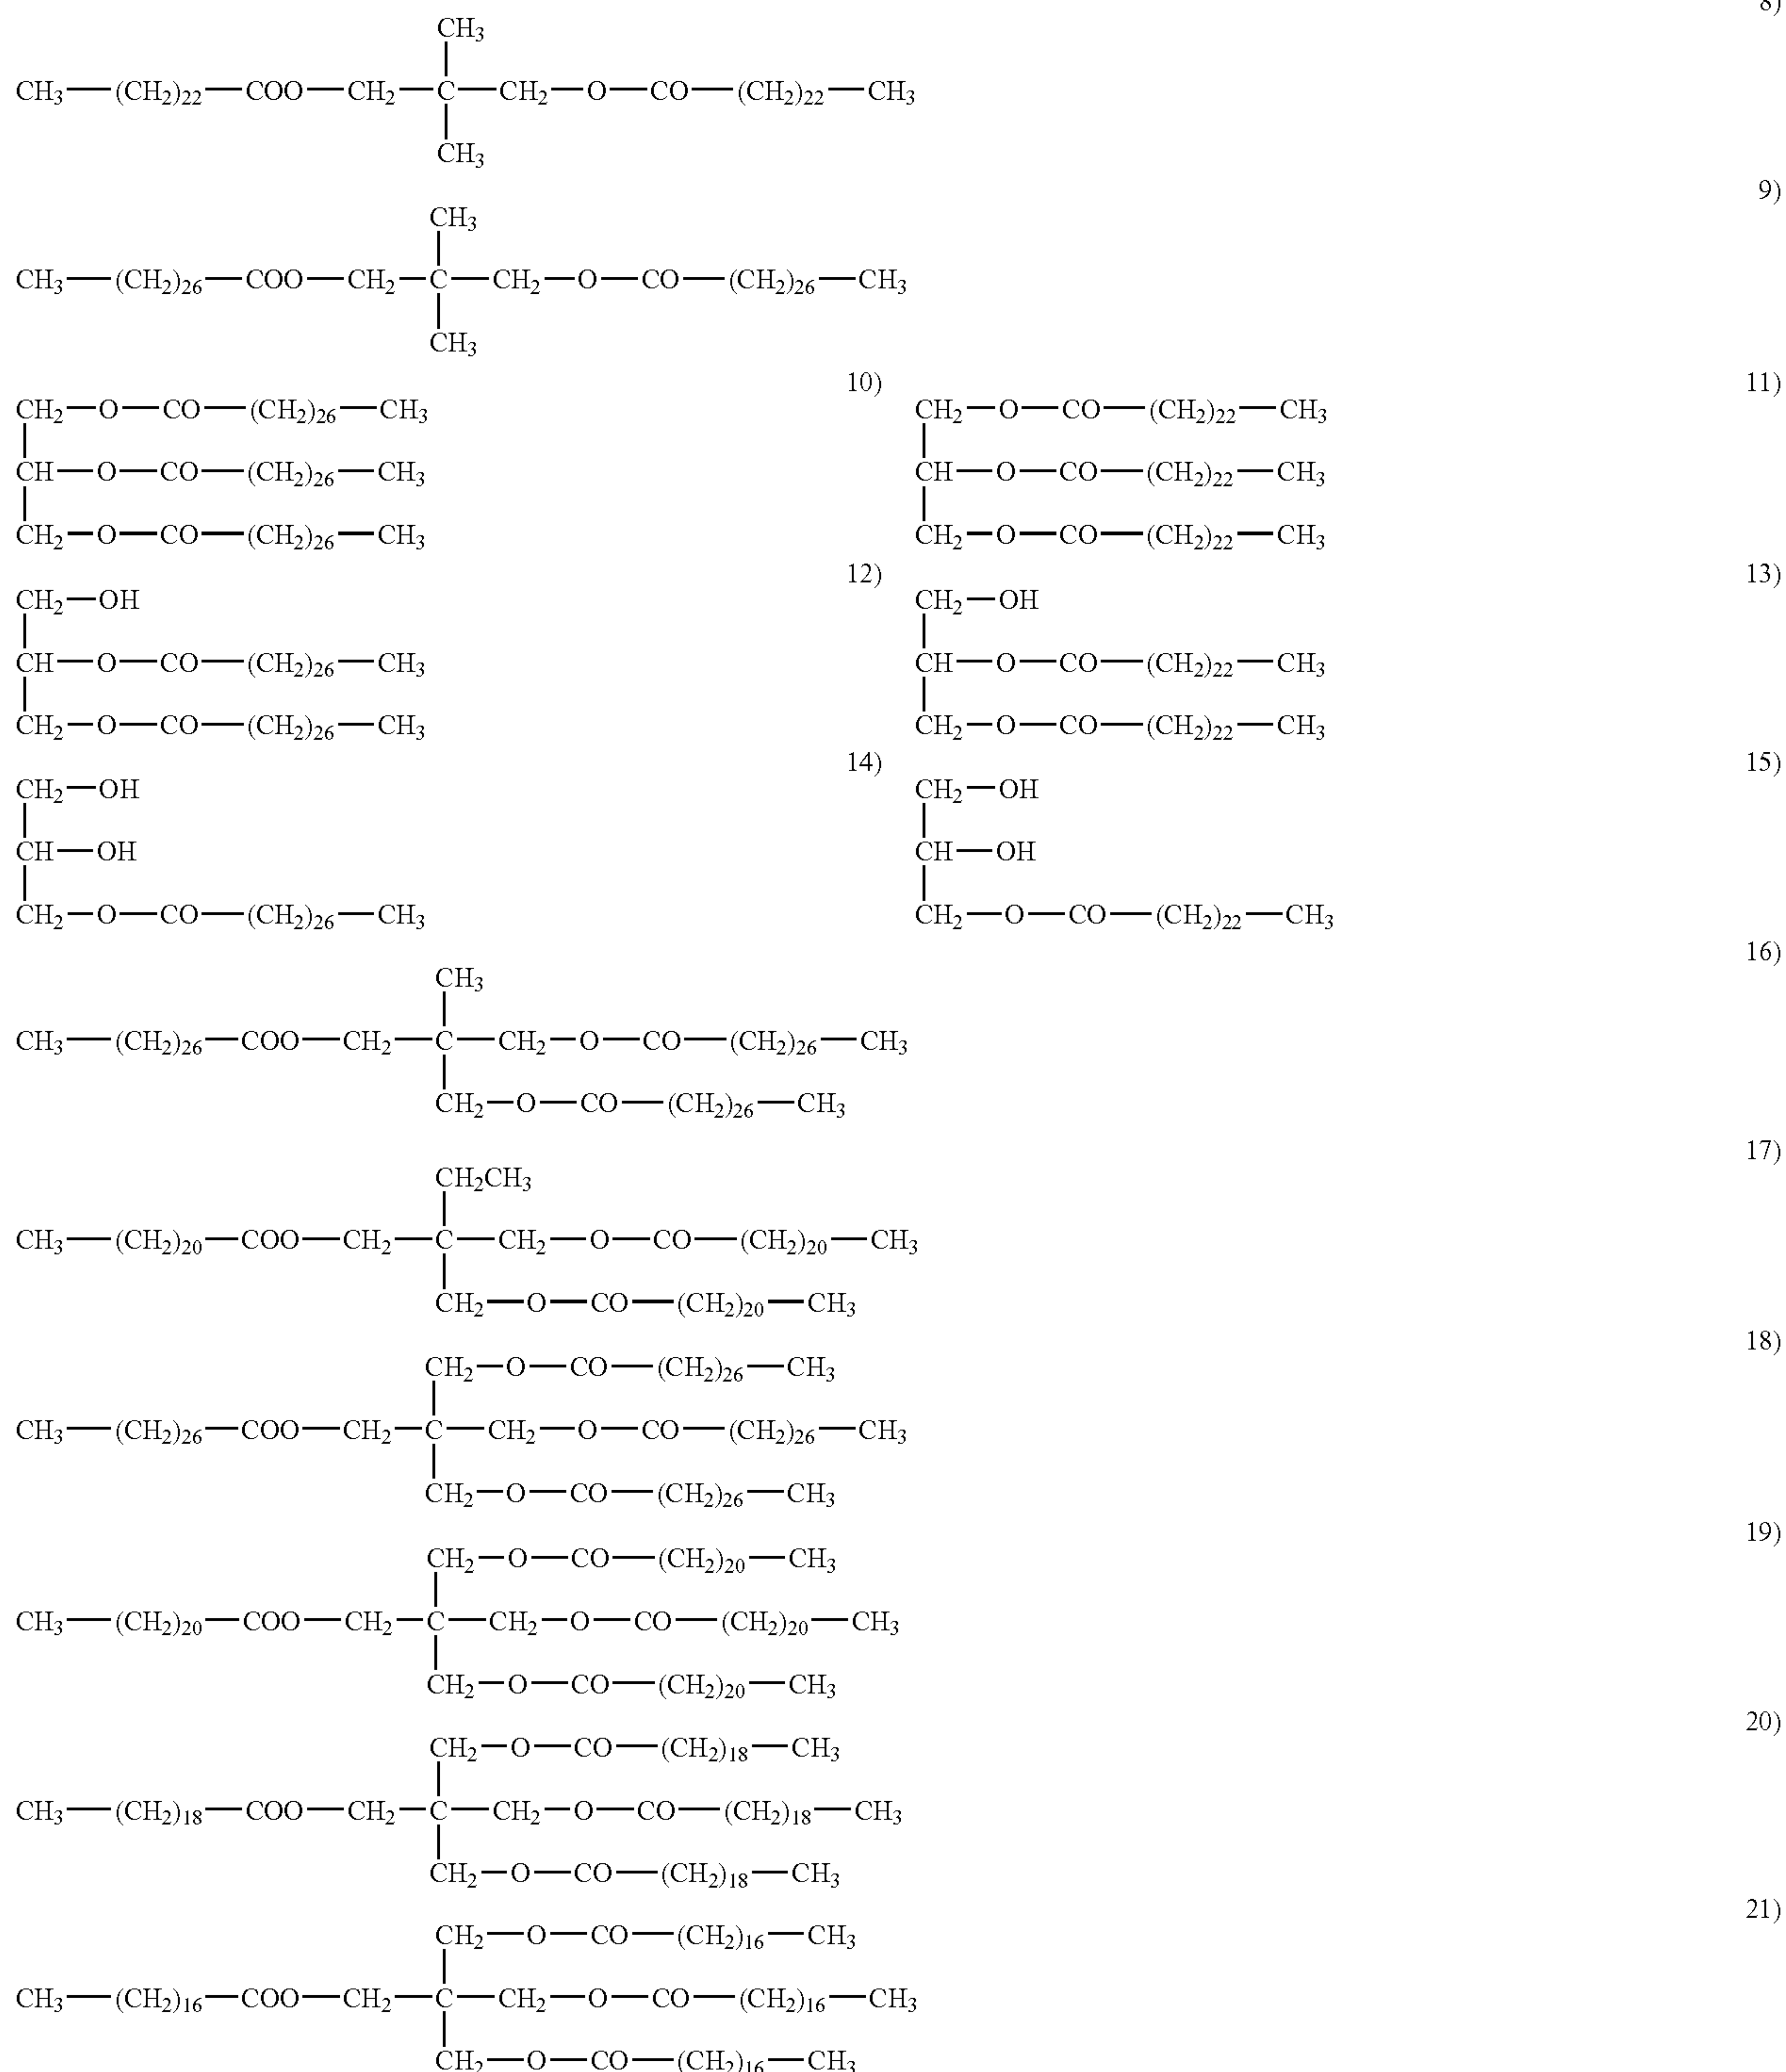 8)
CH3
CH3—(CH2)22—COO—CH2—C—CH2—O—CO—(CH2)22—CH3
CH3
9)
CH3
CH3—(CH2)26—COO—CH2—C—CH2—O—CO—(CH2)26—CH3
CH3
10)
CH2—O—CO—(CH2)26—CH3
CH—O—CO—(CH2)26—CH3
CH2—O—CO—(CH2)26—CH3
11)
CH2—O—CO—(CH2)22—CH3
CH—O—CO—(CH2)22—CH3
CH2—O—CO—(CH2)22—CH3
12)
CH2—OH
CH—O—CO—(CH2)26—CH3
CH2—O—CO—(CH2)26—CH3
13)
CH2—OH
CH—O—CO—(CH2)22—CH3
CH2—O—CO—(CH2)22—CH3
14)
CH2—OH
CH—OH
CH2—O—CO—(CH2)26—CH3
15)
CH2—OH
CH—OH
CH2—O—CO—(CH2)22—CH3
16)
CH3
CH3—(CH2)26—COO—CH2—C—CH2—O—CO—(CH2)26—CH3
CH2—O—CO—(CH2)26—CH3
17)
CH2CH3
CH3—(CH2)20—COO—CH2—C—CH2—O—CO—(CH2)20—CH3
CH2—O—CO—(CH2)20—CH3
18)
CH2—O—CO—(CH2)26—CH3
CH3—(CH2)26—COO—CH2—C—CH2—O—CO—(CH2)26—CH3
CH2—O—CO—(CH2)26—CH3
19)
CH2—O—CO—(CH2)20—CH3
CH3—(CH2)20—COO—CH2—C—CH2—O—CO—(CH2)20—CH3
CH2—O—CO—(CH2)20—CH3
20)
CH2—O—CO—(CH2)18—CH3
CH3—(CH2)18—COO—CH2—C—CH2—O—CO—(CH2)18—CH3
CH2—O—CO—(CH2)18—CH3
21)
CH2—O—CO—(CH2)16—CH3
CH3—(CH2)16—COO—CH2—C—CH2—O—CO—(CH2)16—CH3
CH2—O—CO—(CH2)16—CH3